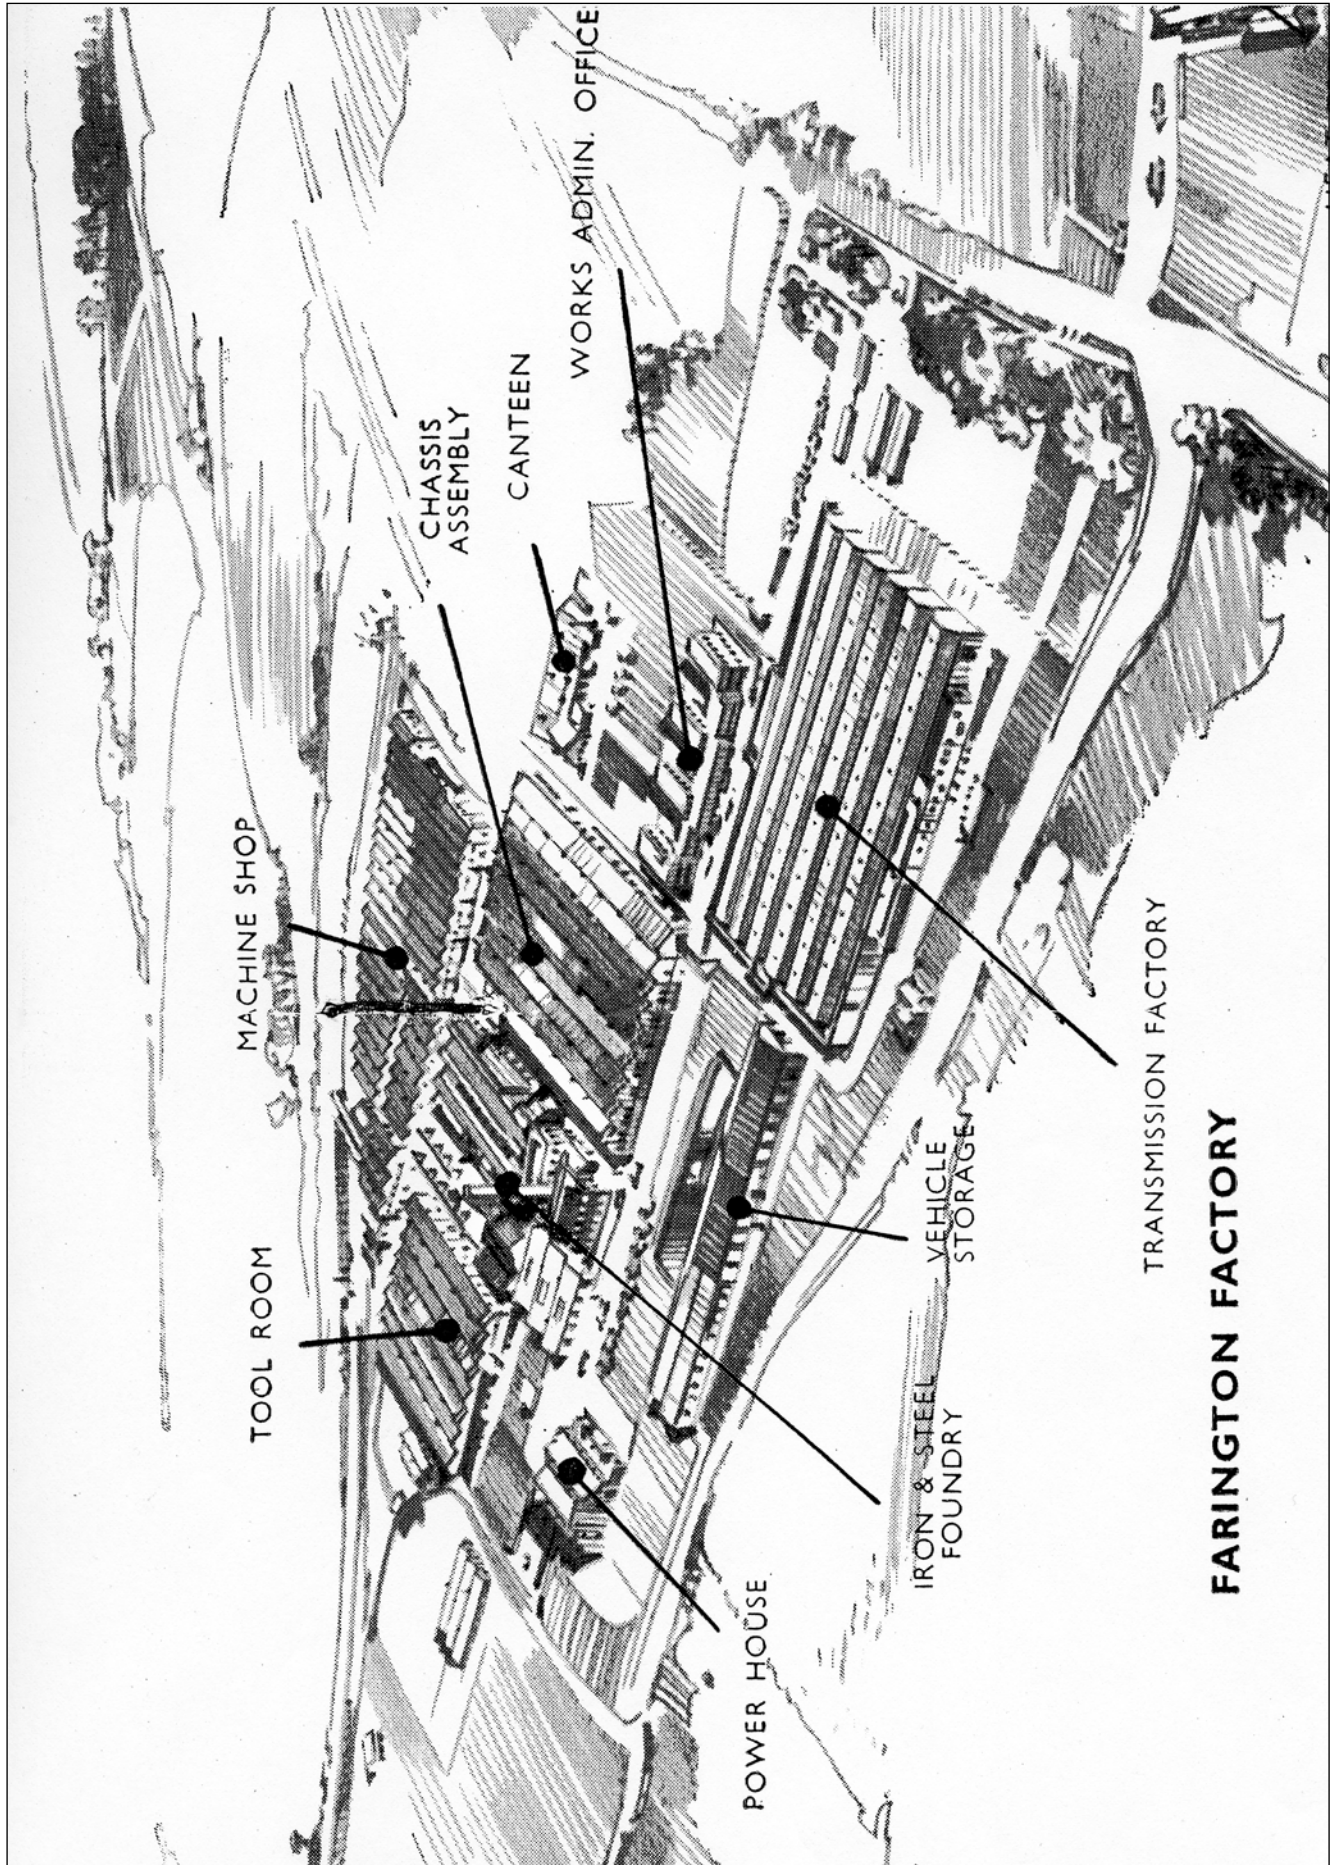 TOOL ROOM
MACHINE SHOP
CHASSIS
ASSEMBLY
CANTEEN
WORKS ADMIN. OFFICE
POWER HOUSE
IRON & STEEL
FOUNDRY
VEHICLE
STORAGE
TRANSMISSION FACTORY
FARINGTON FACTORY